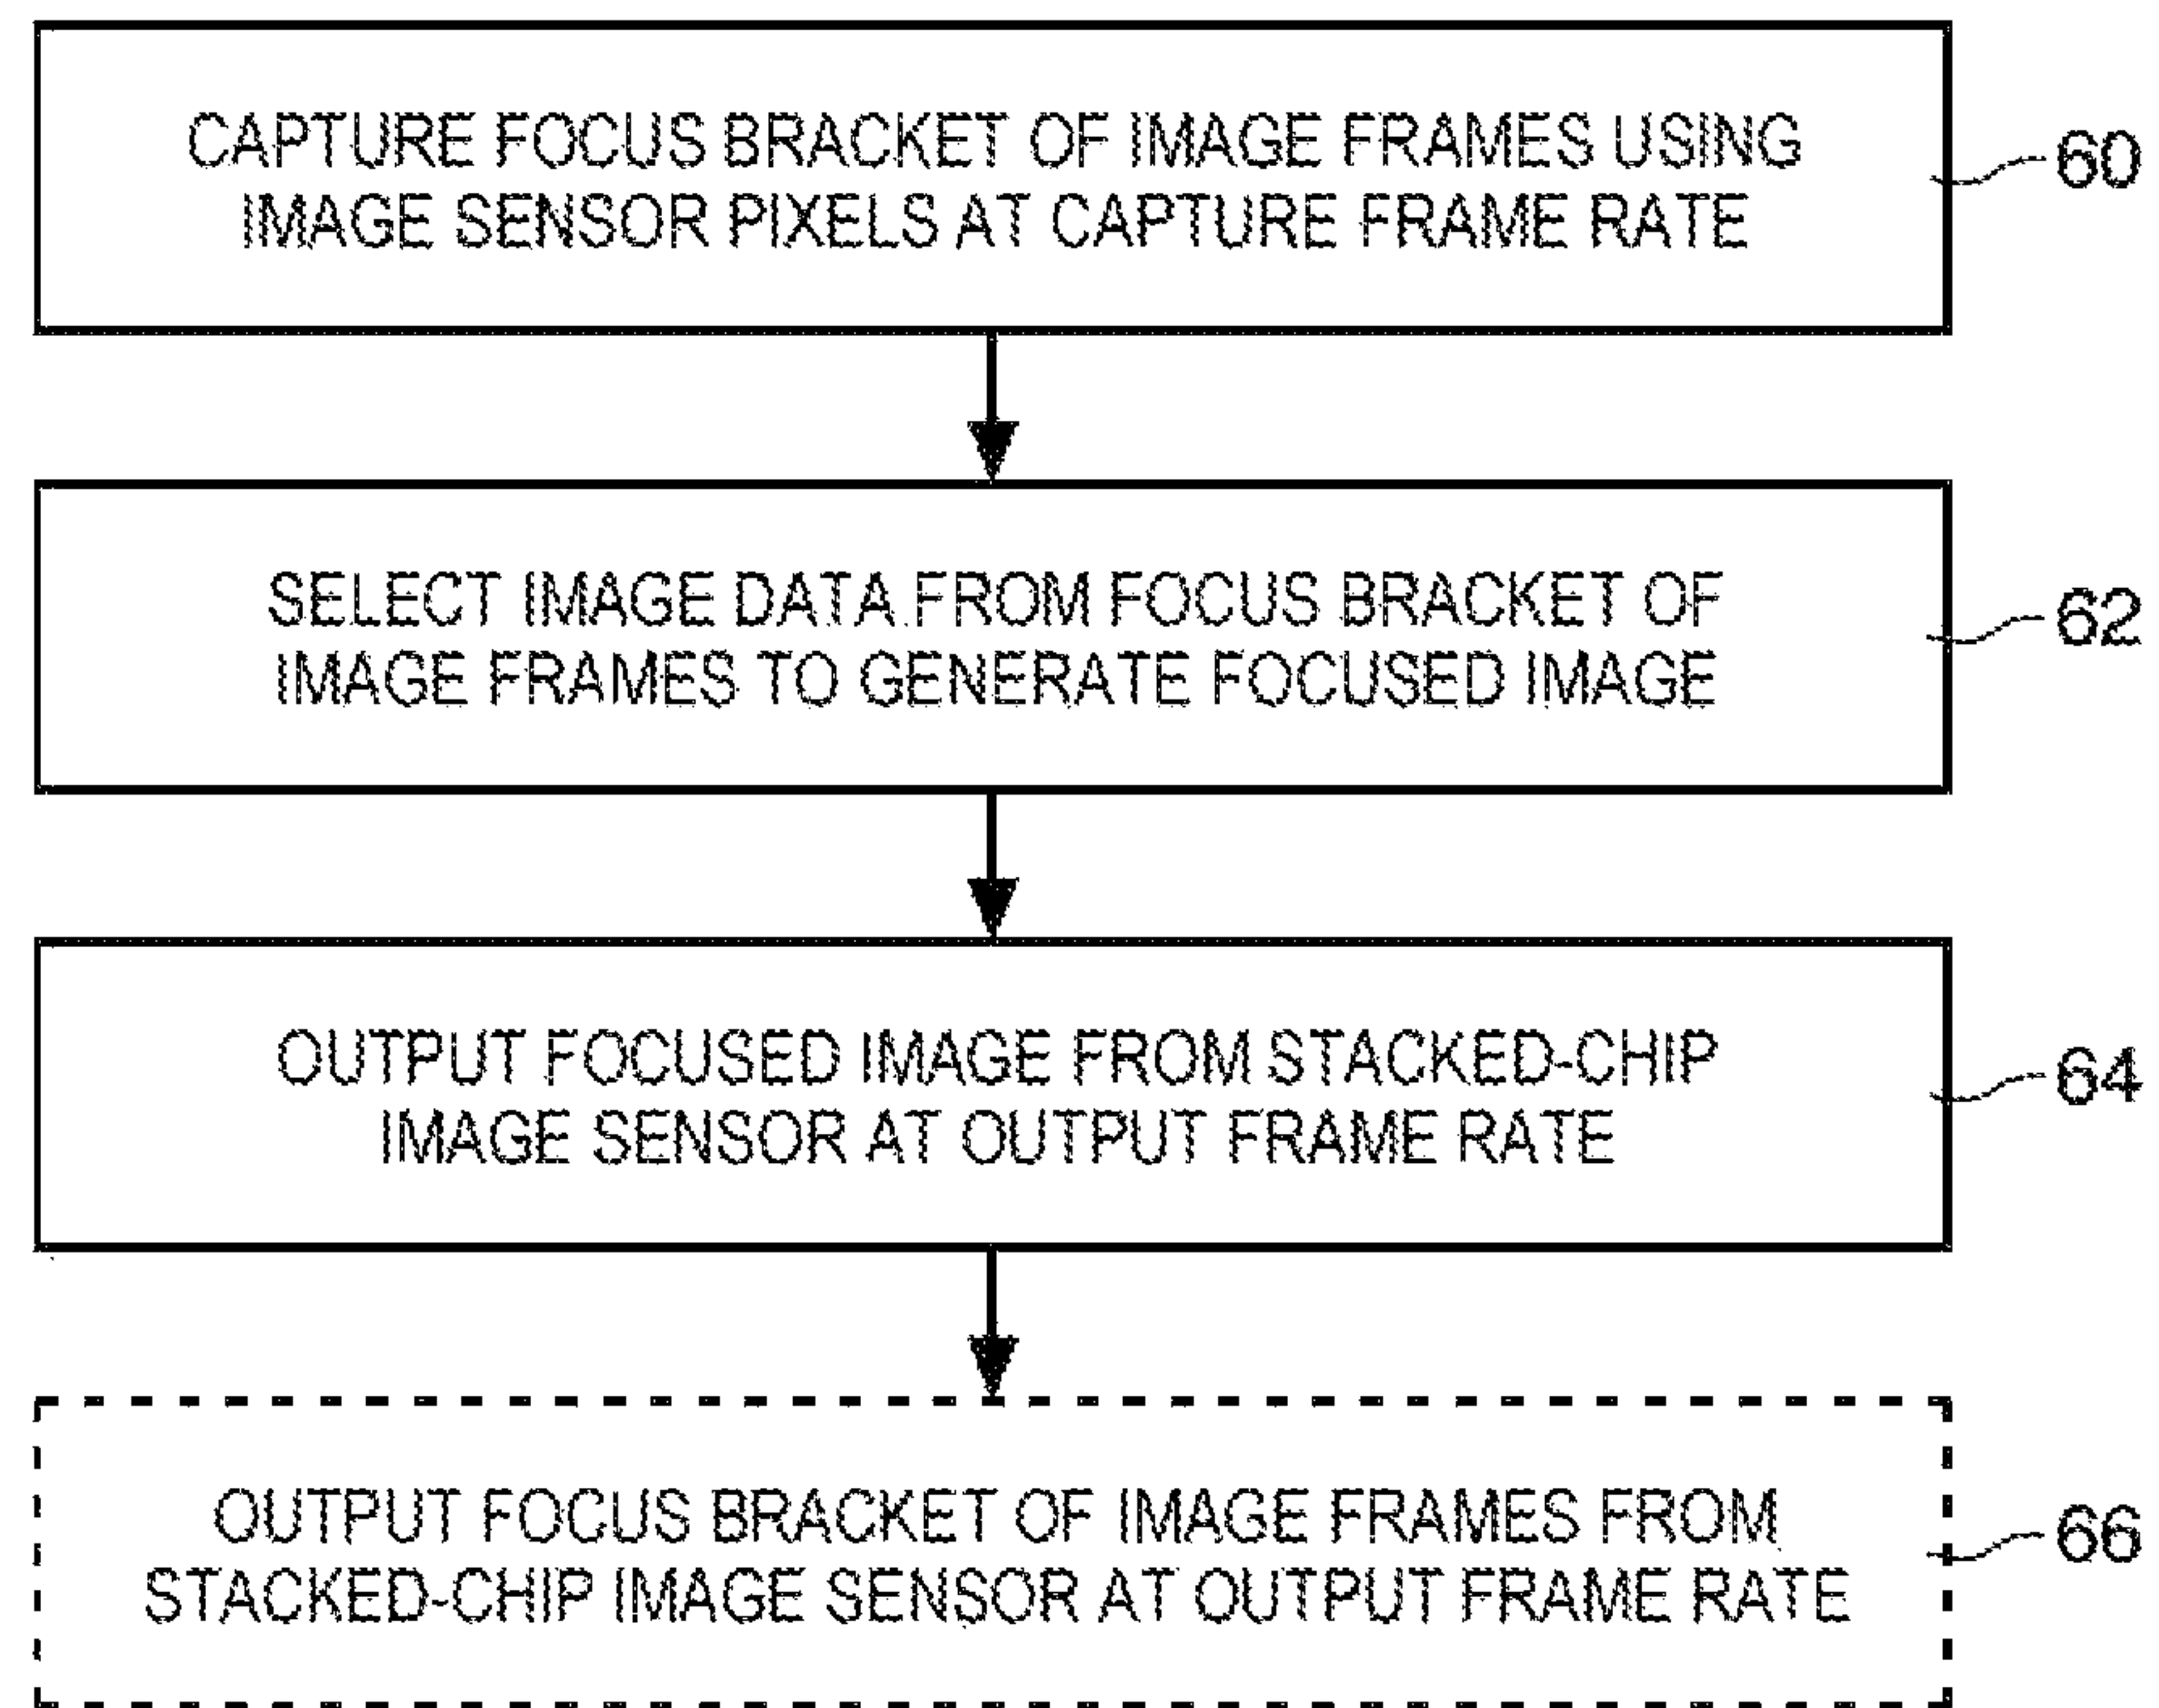 CAPTURE FOCUS BRACKET OF IMAGE FRAMES USING
IMAGE SENSOR PIXELS AT CAPTURE FRAME RATE
60
SELECT IMAGE DATA FROM FOCUS BRACKET OF
IMAGE FRAMES TO GENERATE FOCUSED IMAGE
62
OUTPUT FOCUSED IMAGE FROM STACKED-CHIP
IMAGE SENSOR AT OUTPUT FRAME RATE
64
OUTPUT FOCUS BRACKET OF IMAGE FRAMES FROM
STACKED-CHIP IMAGE SENSOR AT OUTPUT FRAME RATE
66